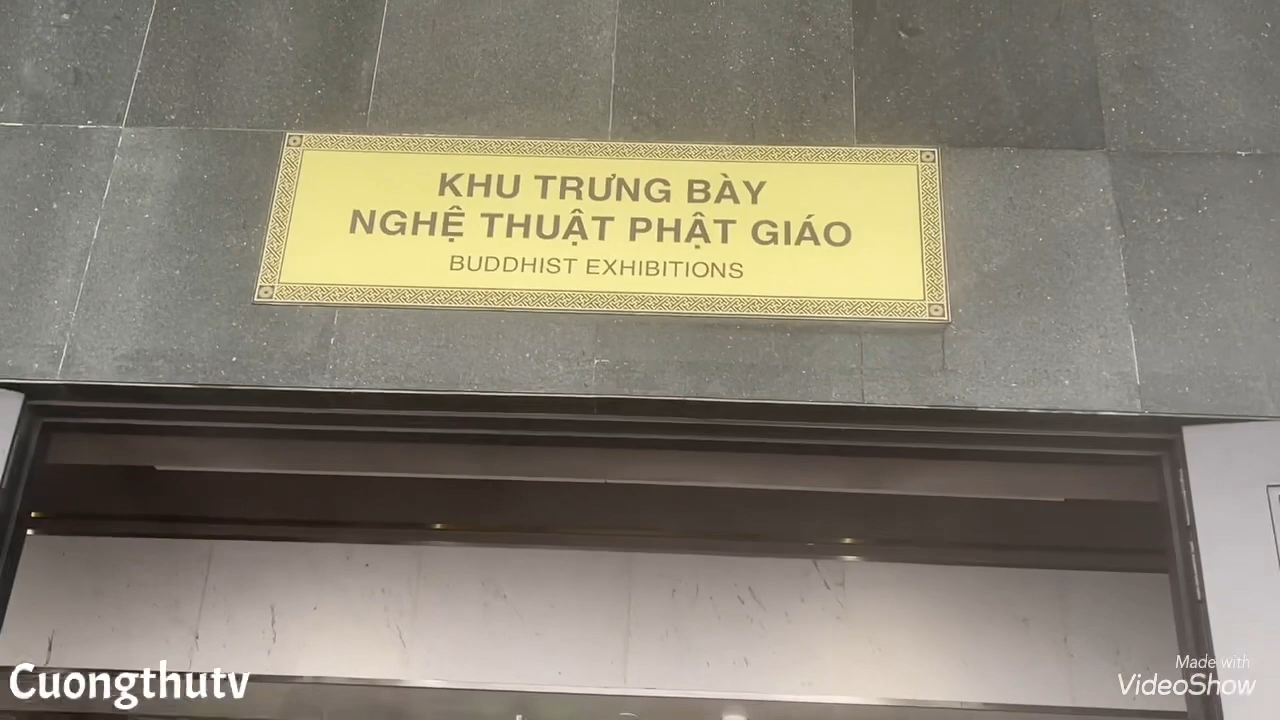 KHU TRƯNG BÀY
NGHỆ THUẬT PHẬT GIÁO
BUDDHIST EXHIBITIONS
Cuongthutv
Made with
VideoShow